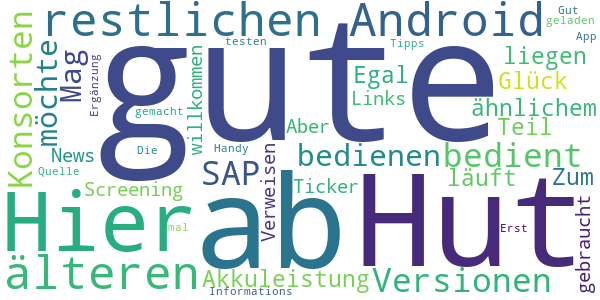 restlichen Android Gut
geladen
App
Konsorten möchte Mag Ergänzung gute testen Tipps
willkommen Egal liegen
Links Glück
gemacht ähnlichem
Aber Teil
News Die Handy bedienen bedient
Quelle Screening SAP Verweisen Ticker läuft Zum
Hier mal ab Hut Erst gebraucht
älteren Akkuleistung Versionen
Informations